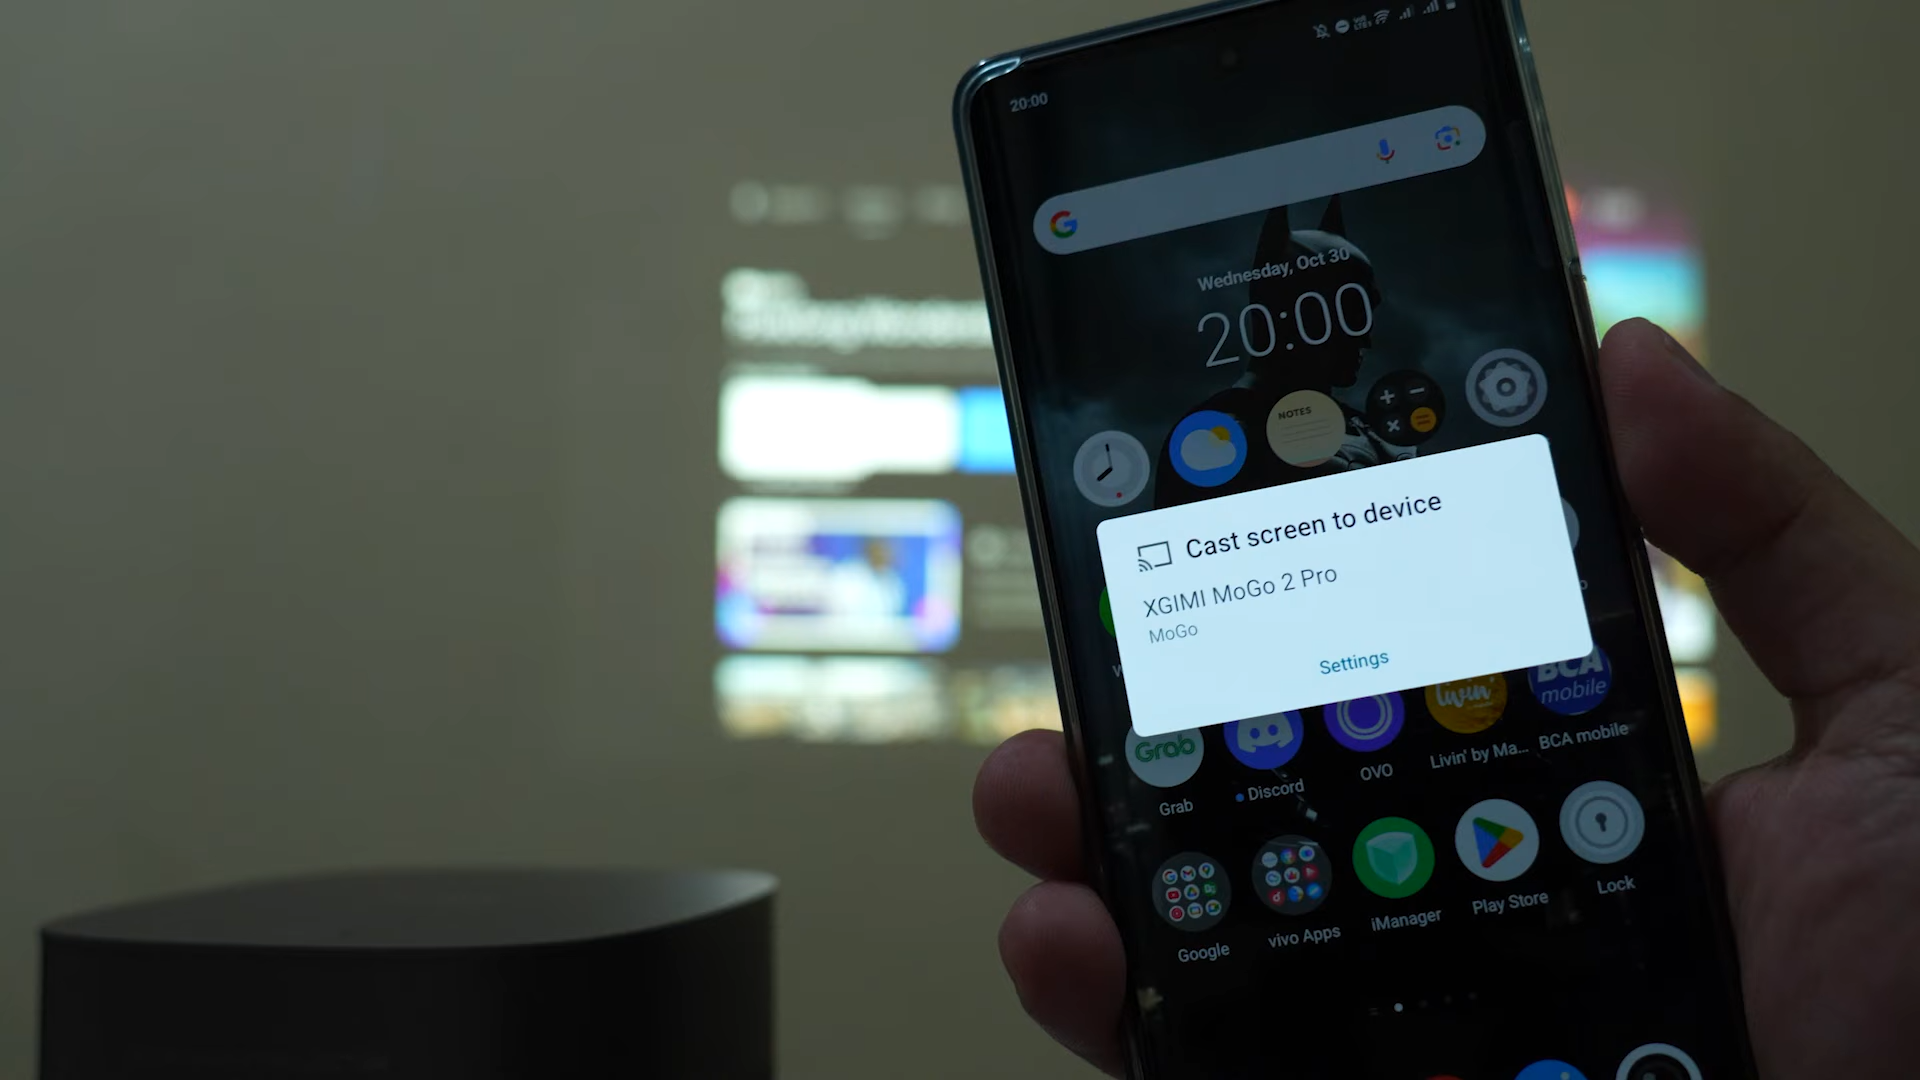 20:00
Wednesday, Oct 30
20:00
NOTES
Cast screen to device
XGIMI MoGo 2 Pro
MoGo
Settings
Grab
BCA
mobile
livin'
Grab
Discord
OVO
Livin' by Ma...
BCA mobile
Google
vivo Apps
iManager
Play Store
Lock